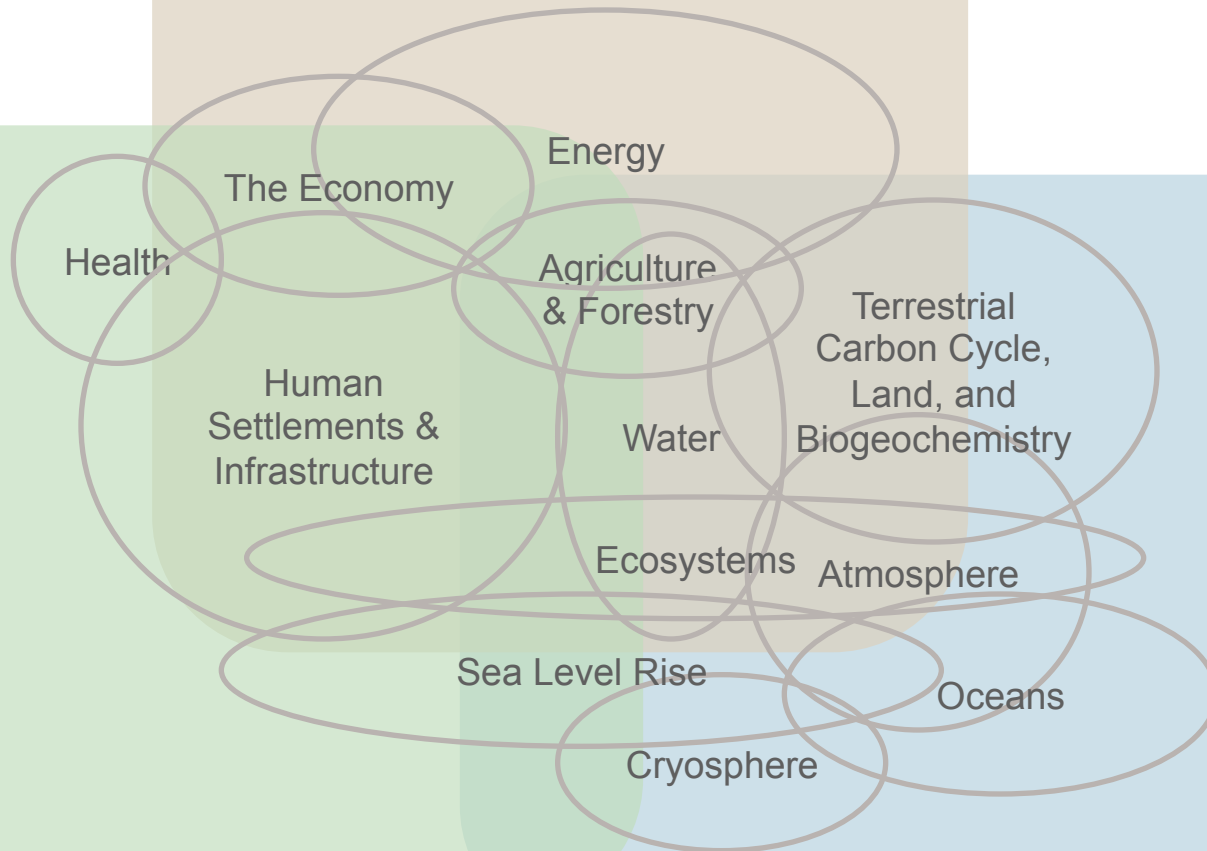 Energy
The Economy
Health
Agriculture
& Forestry
Terrestrial
Carbon Cycle,
Land, and
Biogeochemistry
Human
Settlements &
Infrastructure
Water
Ecosystems
Atmosphere
Sea Level Rise
Oceans
Cryosphere